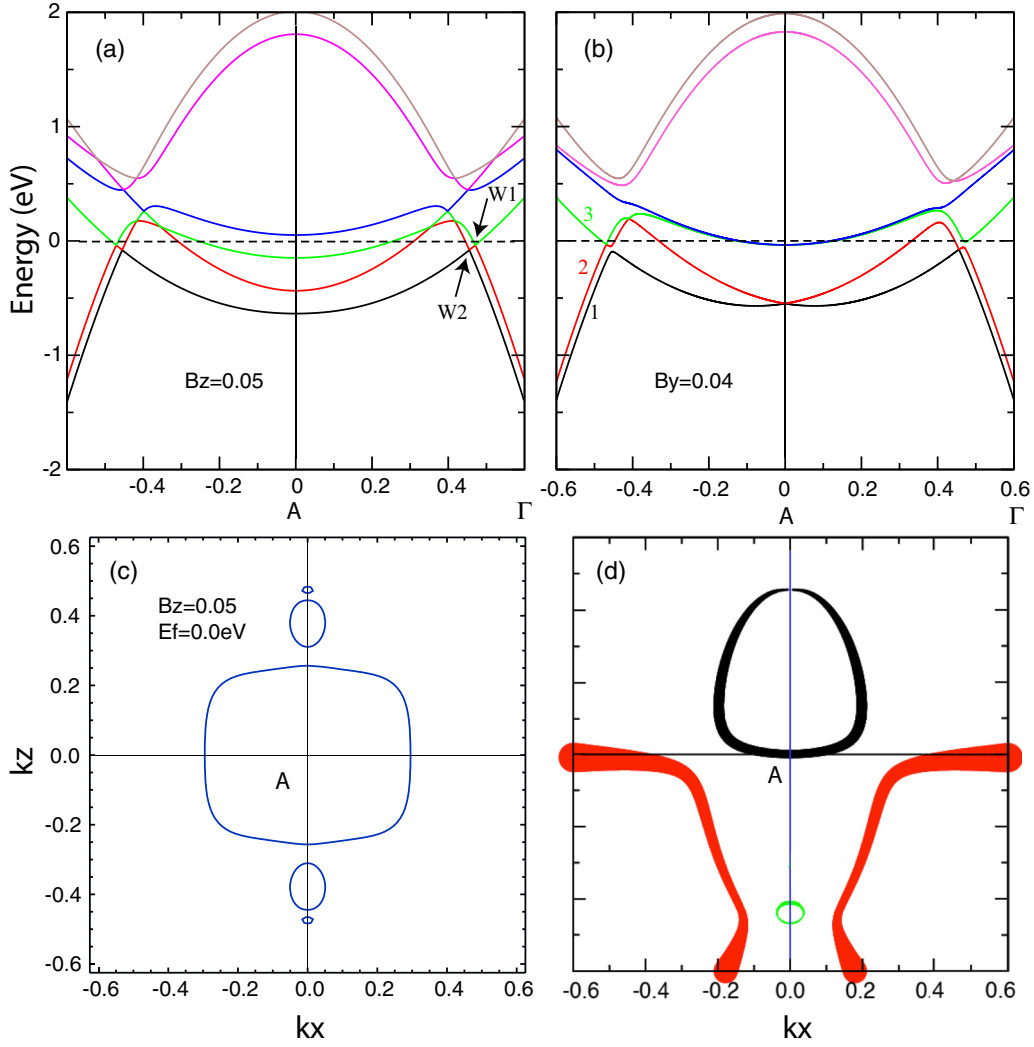 (a)
(b)
2
1
0
-1
-2
Energy (eV)
W1
W2
Bz=0.05
3
2
1
By=0.04
-0.4 -0.2 0 0.2 0.4
A Γ
-0.6 -0.4 -0.2 0 0.2 0.4 0.6
A Γ
(c)
Bz=0.05
Ef=0.0eV
0.6
0.4
0.2
0.0
-0.2
-0.4
-0.6
kz
A
-0.6 -0.4 -0.2 0.0 0.2 0.4 0.6
kx
(d)
A
-0.6 -0.4 -0.2 0.0 0.2 0.4 0.6
kx